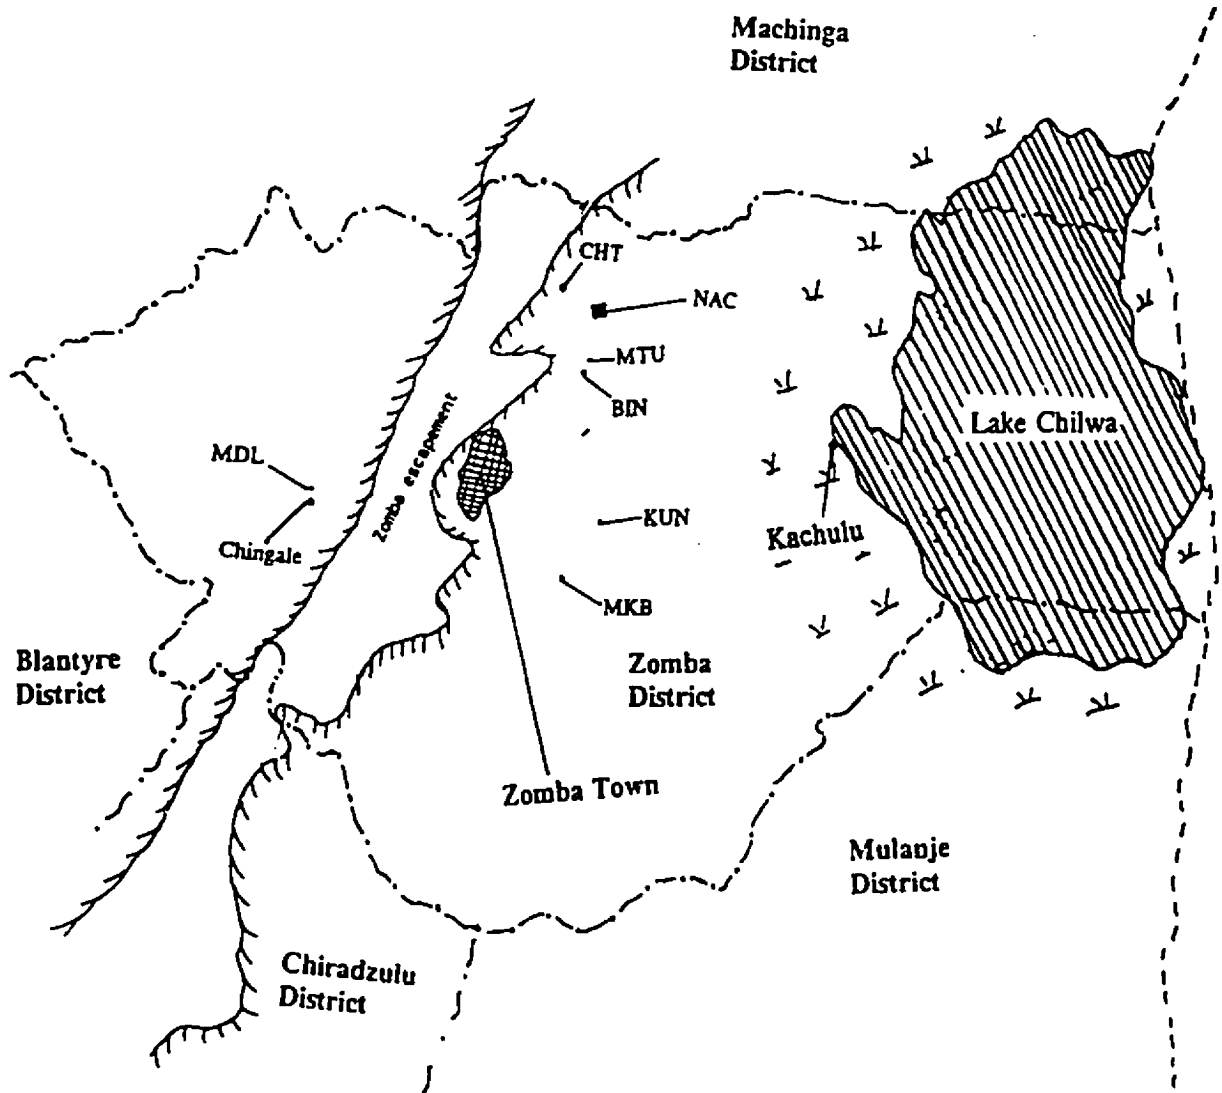 Machinga
District
CHT
NAC
MTU
BIN
Lake Chilwa
Zomba escapement
MDL
Chingale
KUN
Kachulu
MKB
Blantyre
District
Zomba
District
Zomba Town
Mulanje
District
Chiradzulu
District